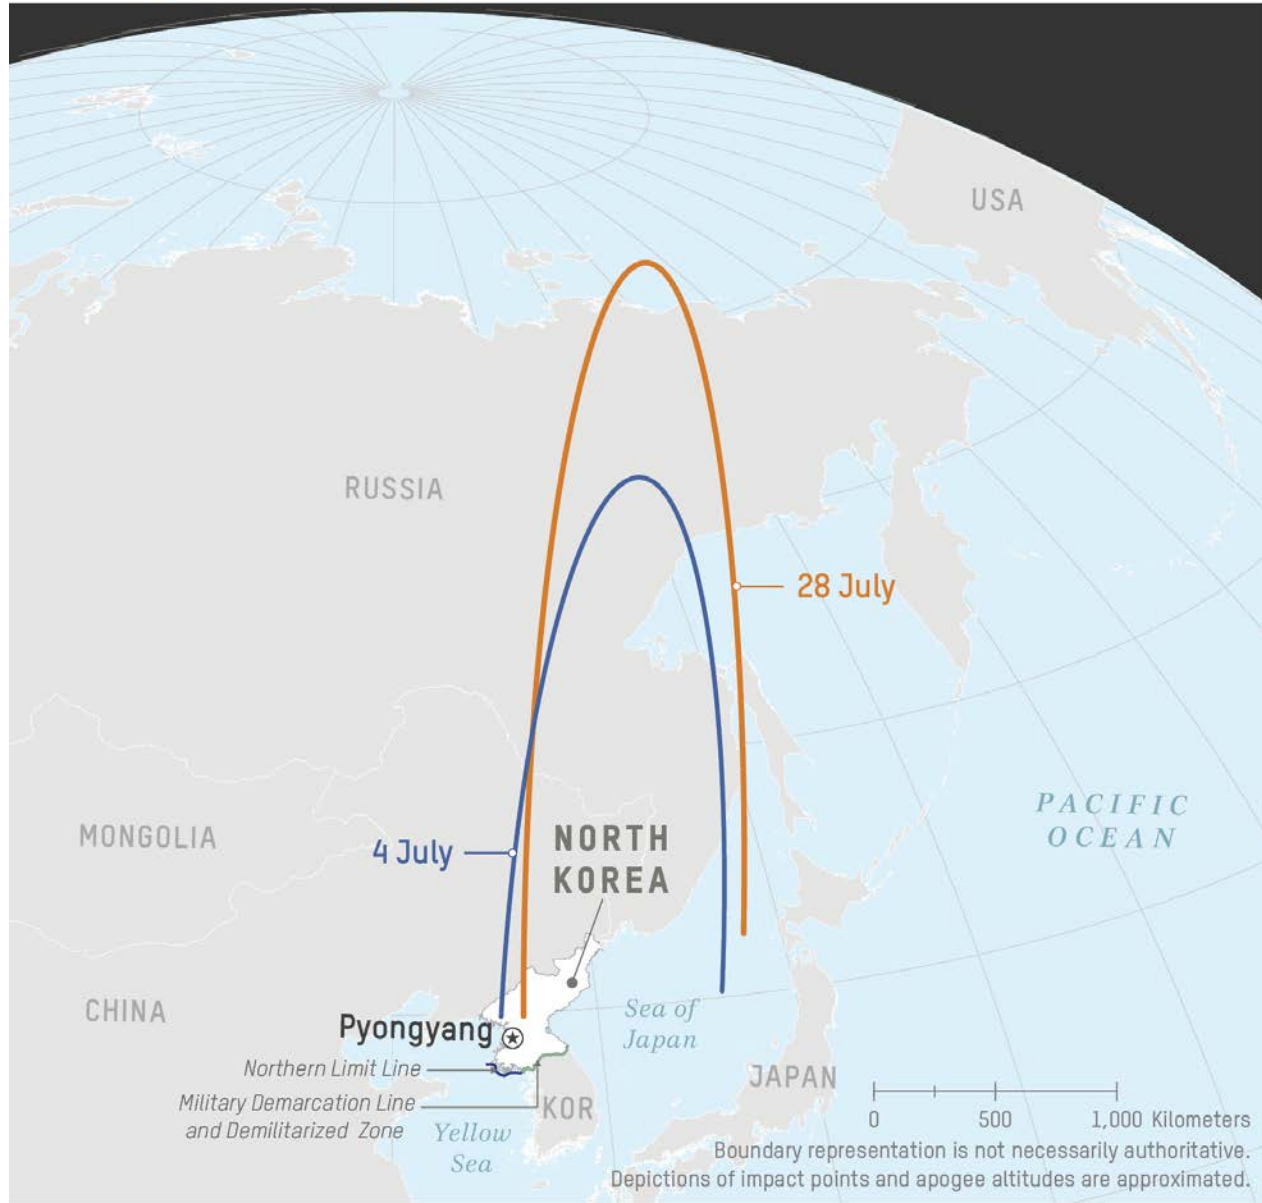 USA
RUSSIA
28 July
PACIFIC
OCEAN
MONGOLIA
4 July
NORTH
KOREA
CHINA
Sea of
Japan
Pyongyang
Northern Limit Line
Military Demarcation Line
and Demilitarized Zone
Yellow
Sea
KOR
JAPAN
0 500 1,000 Kilometers
Boundary representation is not necessarily authoritative.
Depictions of impact points and apogee altitudes are approximated.